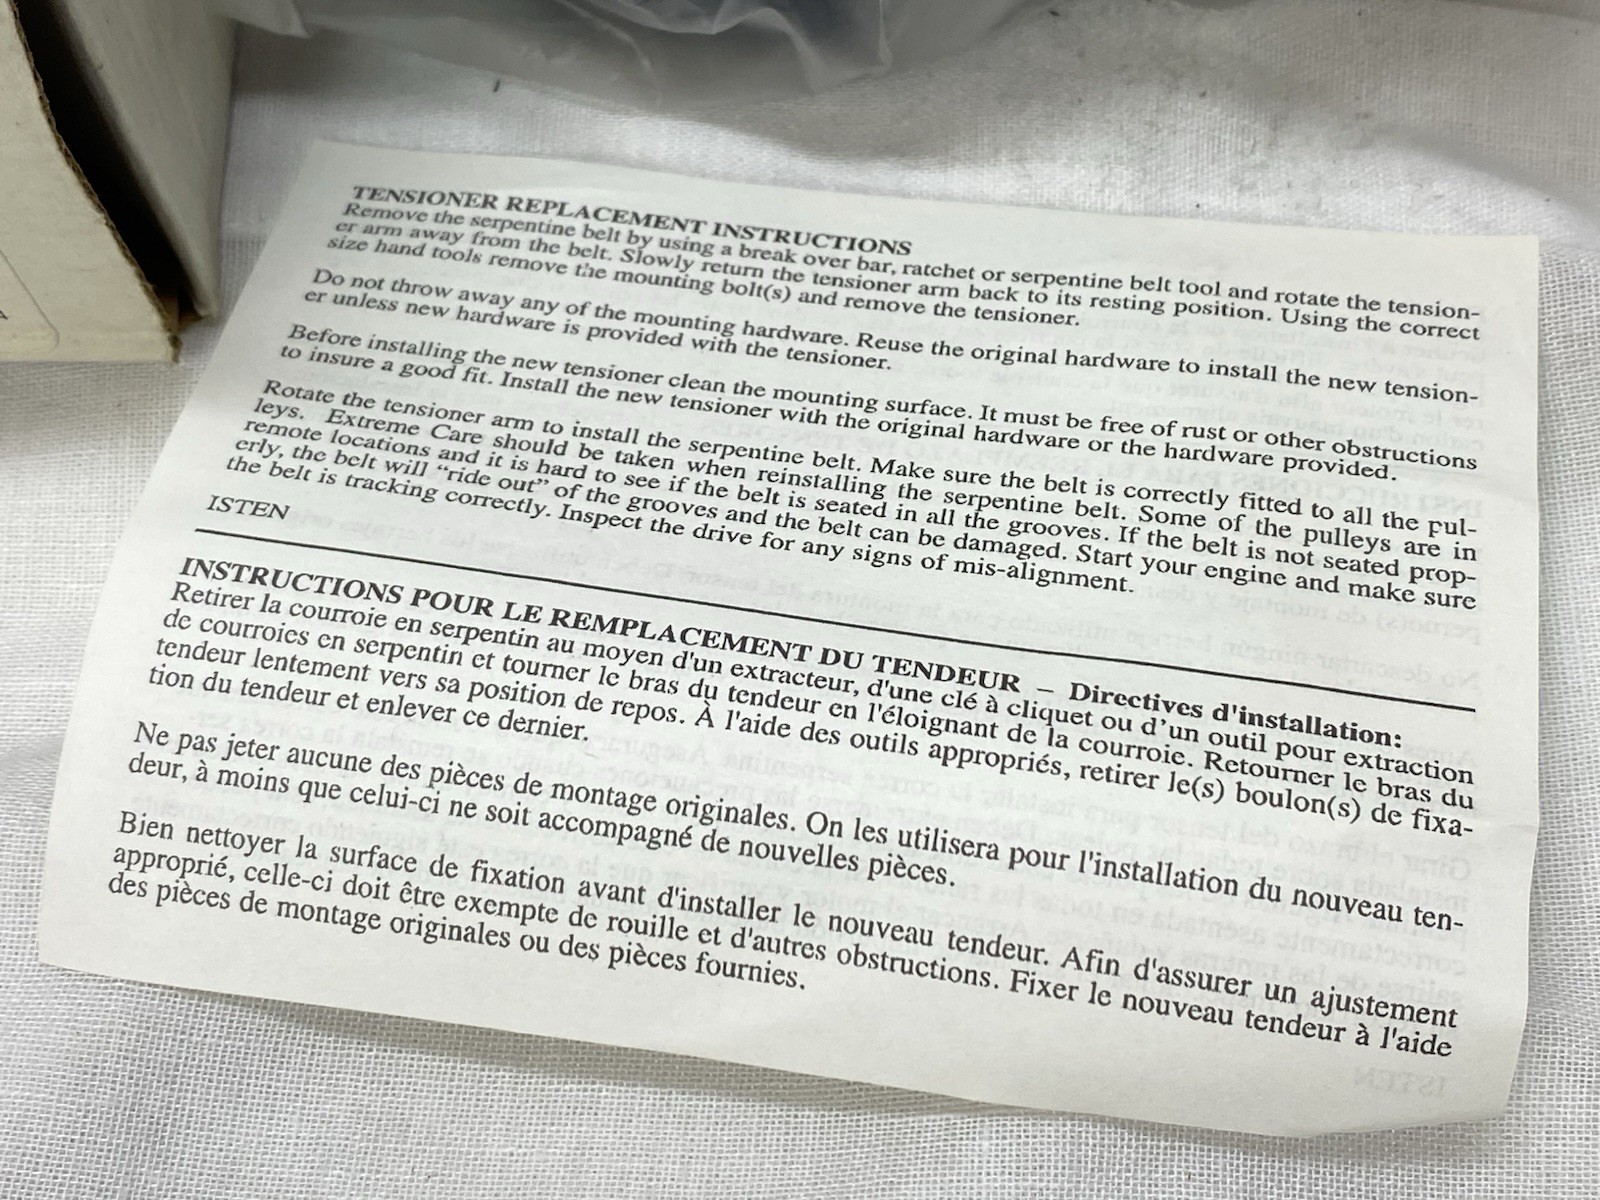 TENSIONER REPLACEMENT INSTRUCTIONS
Remove the serpentine belt by using a break over bar, ratchet or serpentine belt tool and rotate the tension-
er arm away from the belt. Slowly return the tensioner arm back to its resting position. Using the correct
size hand tools remove the mounting bolt(s) and remove the tensioner.
Do not throw away any of the mounting hardware. Reuse the original hardware to install the new tension-
er unless new hardware is provided with the tensioner.
Before installing the new tensioner clean the mounting surface. It must be free of rust or other obstructions
to insure a good fit. Install the new tensioner with the original hardware or the hardware provided.
Rotate the tensioner arm to install the serpentine belt. Make sure the belt is correctly fitted to all the pul-
leys. Extreme Care should be taken when reinstalling the serpentine belt. Some of the pulleys are in
remote locations and it is hard to see if the belt is seated in all the grooves. If the belt is not seated prop-
erly, the belt will “ride out” of the grooves and the belt can be damaged. Start your engine and make sure
the belt is tracking correctly. Inspect the drive for any signs of mis-alignment.
ISTEN
INSTRUCTIONS POUR LE REMPLACEMENT DU TENDEUR – Directives d'installation:
Retirer la courroie en serpentin au moyen d'un extracteur, d'une clé à cliquet ou d’un outil pour extraction
de courroies en serpentin et tourner le bras du tendeur en l'éloignant de la courroie. Retourner le bras du
tendeur lentement vers sa position de repos. À l'aide des outils appropriés, retirer le(s) boulon(s) de fixa-
tion du tendeur et enlever ce dernier.
Ne pas jeter aucune des pièces de montage originales. On les utilisera pour l'installation du nouveau ten-
deur, à moins que celui-ci ne soit accompagné de nouvelles pièces.
Bien nettoyer la surface de fixation avant d'installer le nouveau tendeur. Afin d'assurer un ajustement
approprié, celle-ci doit être exempte de rouille et d'autres obstructions. Fixer le nouveau tendeur à l'aide
des pièces de montage originales ou des pièces fournies.